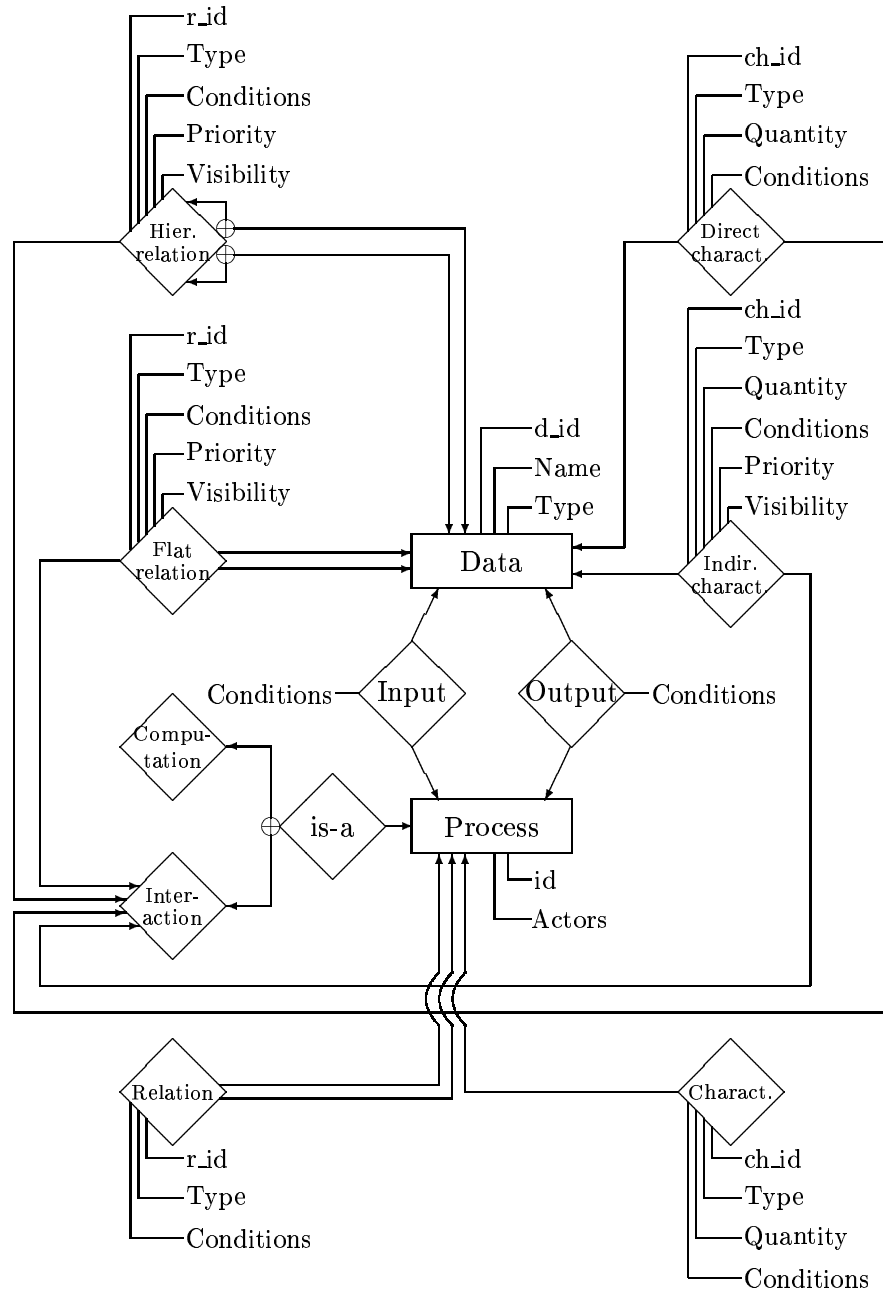 r_id
Type
Conditions
Priority
Visibility
Hier.
relation
ch_id
Type
Quantity
Conditions
Direct
charact.
r_id
Type
Conditions
Priority
Visibility
Flat
relation
d_id
Name
Type
Data
ch_id
Type
Quantity
Conditions
Priority
Visibility
Indir.
charact.
Conditions
Input
Output
Conditions
Compu-
tation
is-a
Process
id
Actors
Inter-
action
Relation
r_id
Type
Conditions
Charact.
ch_id
Type
Quantity
Conditions